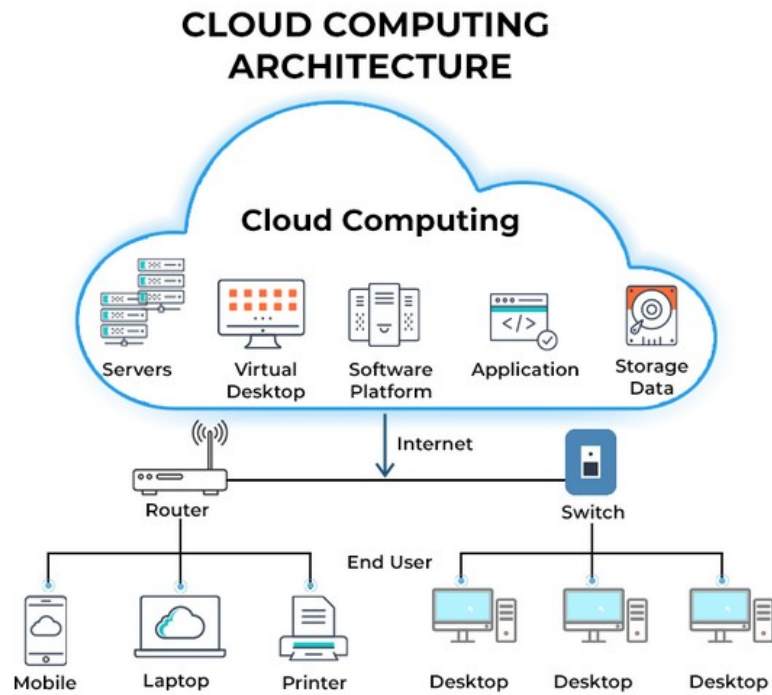 CLOUD COMPUTING
ARCHITECTURE
Cloud Computing
Servers
Virtual
Desktop
Software
Platform
Application
Storage
Data
Internet
Router
Switch
End User
Mobile
Laptop
Printer
Desktop
Desktop
Desktop